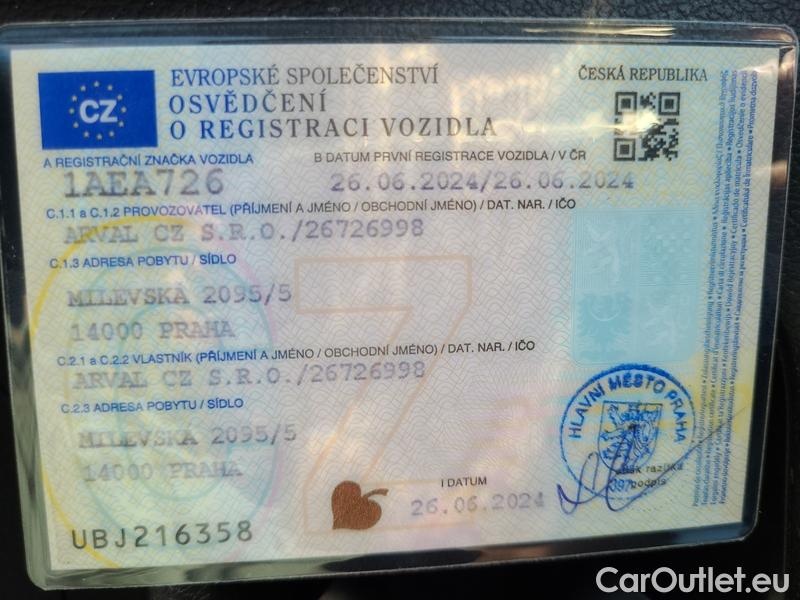 CZ
EVROPSKÉ SPOLEČENSTVÍ
ČESKÁ REPUBLIKA
OSVĚDČENÍ
O REGISTRACI VOZIDLA
A REGISTRAČNÍ ZNAČKA VOZIDLA
B DATUM PRVNÍ REGISTRACE VOZIDLA / V ČR
1AEA726
26.06.2024/26.06.2024
C.1.1 a C.1.2 PROVOZOVATEL (PŘÍJMENÍ A JMÉNO / OBCHODNÍ JMÉNO) / DAT. NAR. / IČO
ARVAL CZ S.R.O./26726998
C.1.3 ADRESA POBYTU / SÍDLO
MILEVSKÁ 2095/5
14000 PRAHA
C.2.1 a C.2.2 VLASTNÍK (PŘÍJMENÍ A JMÉNO / OBCHODNÍ JMÉNO) / DAT. NAR. / IČO
ARVAL CZ S.R.O./26726998
C.2.3 ADRESA POBYTU / SÍDLO
MILEVSKÁ 2095/5
14000 PRAHA
HLAVNÍ MĚSTO PRAHA
razítka
podpis
I DATUM
26.06.2024
UBJ216358
CarOutlet.eu